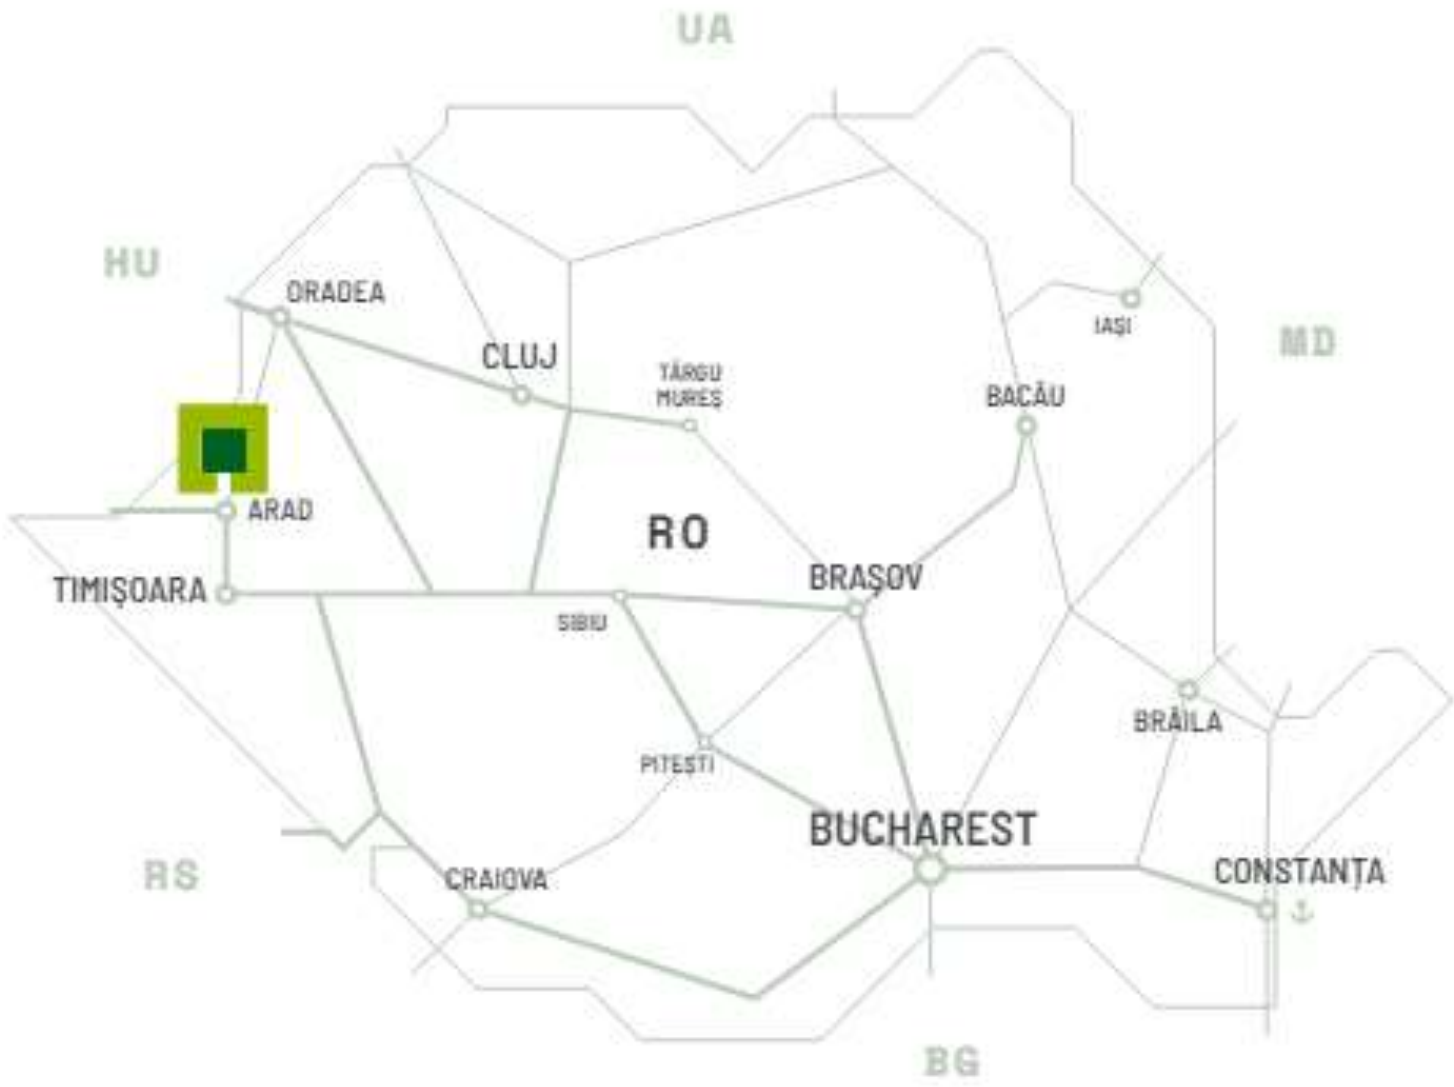 UA
HU
ORADEA
CLUJ
TÂRGU
MUREȘ
IAȘI
MD
BACĂU
ARAD
RO
TIMIȘOARA
BRAȘOV
SIBIU
BRĂILA
PITEȘTI
BUCHAREST
RS
CRAIOVA
CONSTANȚA
BG